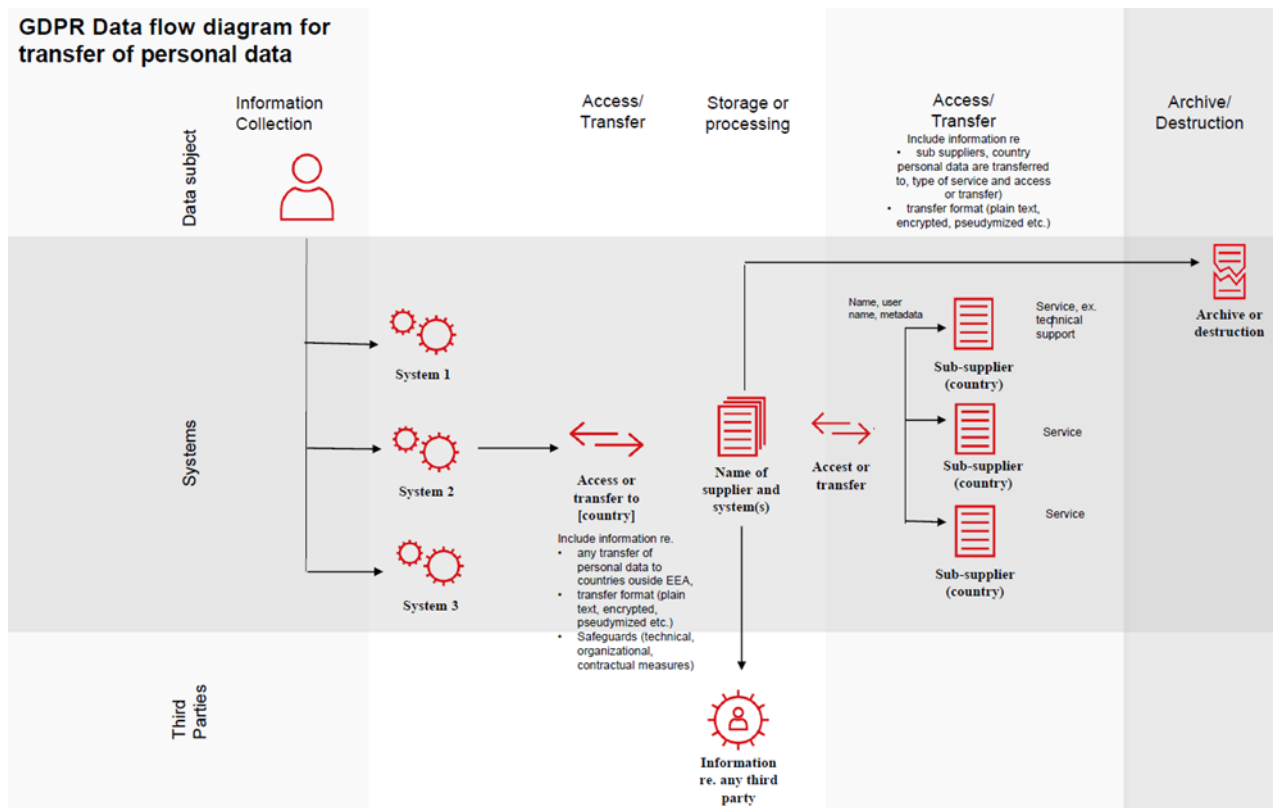 GDPR Data flow diagram for
transfer of personal data
Information
Collection
Access/
Transfer
Storage or
processing
Access/
Transfer
Include information re
• sub suppliers, country
personal data are transferred
to, type of service and access
or transfer)
• transfer format (plain text,
encrypted, pseudymized etc.)
Archive/
Destruction
Data subject
Systems
Third
Parties
System 1
System 2
System 3
Access or
transfer to
[country]
Include information re.
• any transfer of
personal data to
countries ouside EEA,
• transfer format (plain
text, encrypted,
pseudymized etc.)
• Safeguards (technical,
organizational,
contractual measures)
Name of
supplier and
system(s)
Accest or
transfer
Name, user
name, metadata
Service, ex.
technical
support
Sub-supplier
(country)
Service
Sub-supplier
(country)
Service
Sub-supplier
(country)
Archive or
destruction
Information
re. any third
party